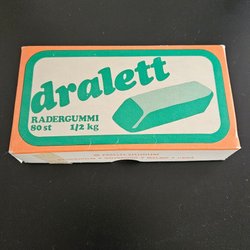 dralett
RADERGUMMI
80 st 1/2 kg